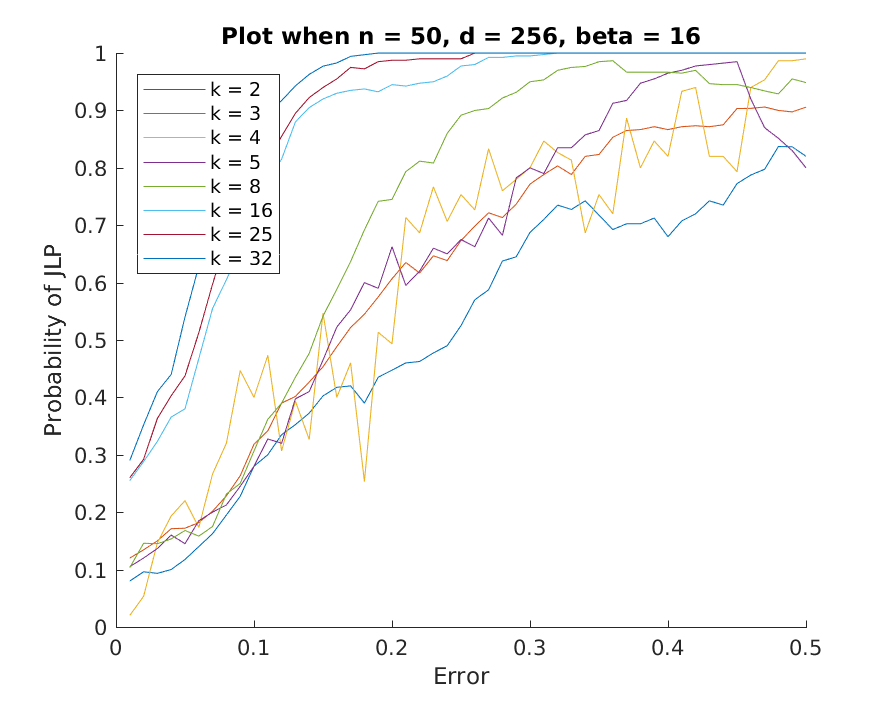 Plot when n = 50, d = 256, beta = 16
1
0.9
0.8
0.7
0.6
0.5
0.4
0.3
0.2
0.1
0
Probability of JLP
k = 2
k = 3
k = 4
k = 5
k = 8
k = 16
k = 25
k = 32
0 0.1 0.2 0.3 0.4 0.5
Error